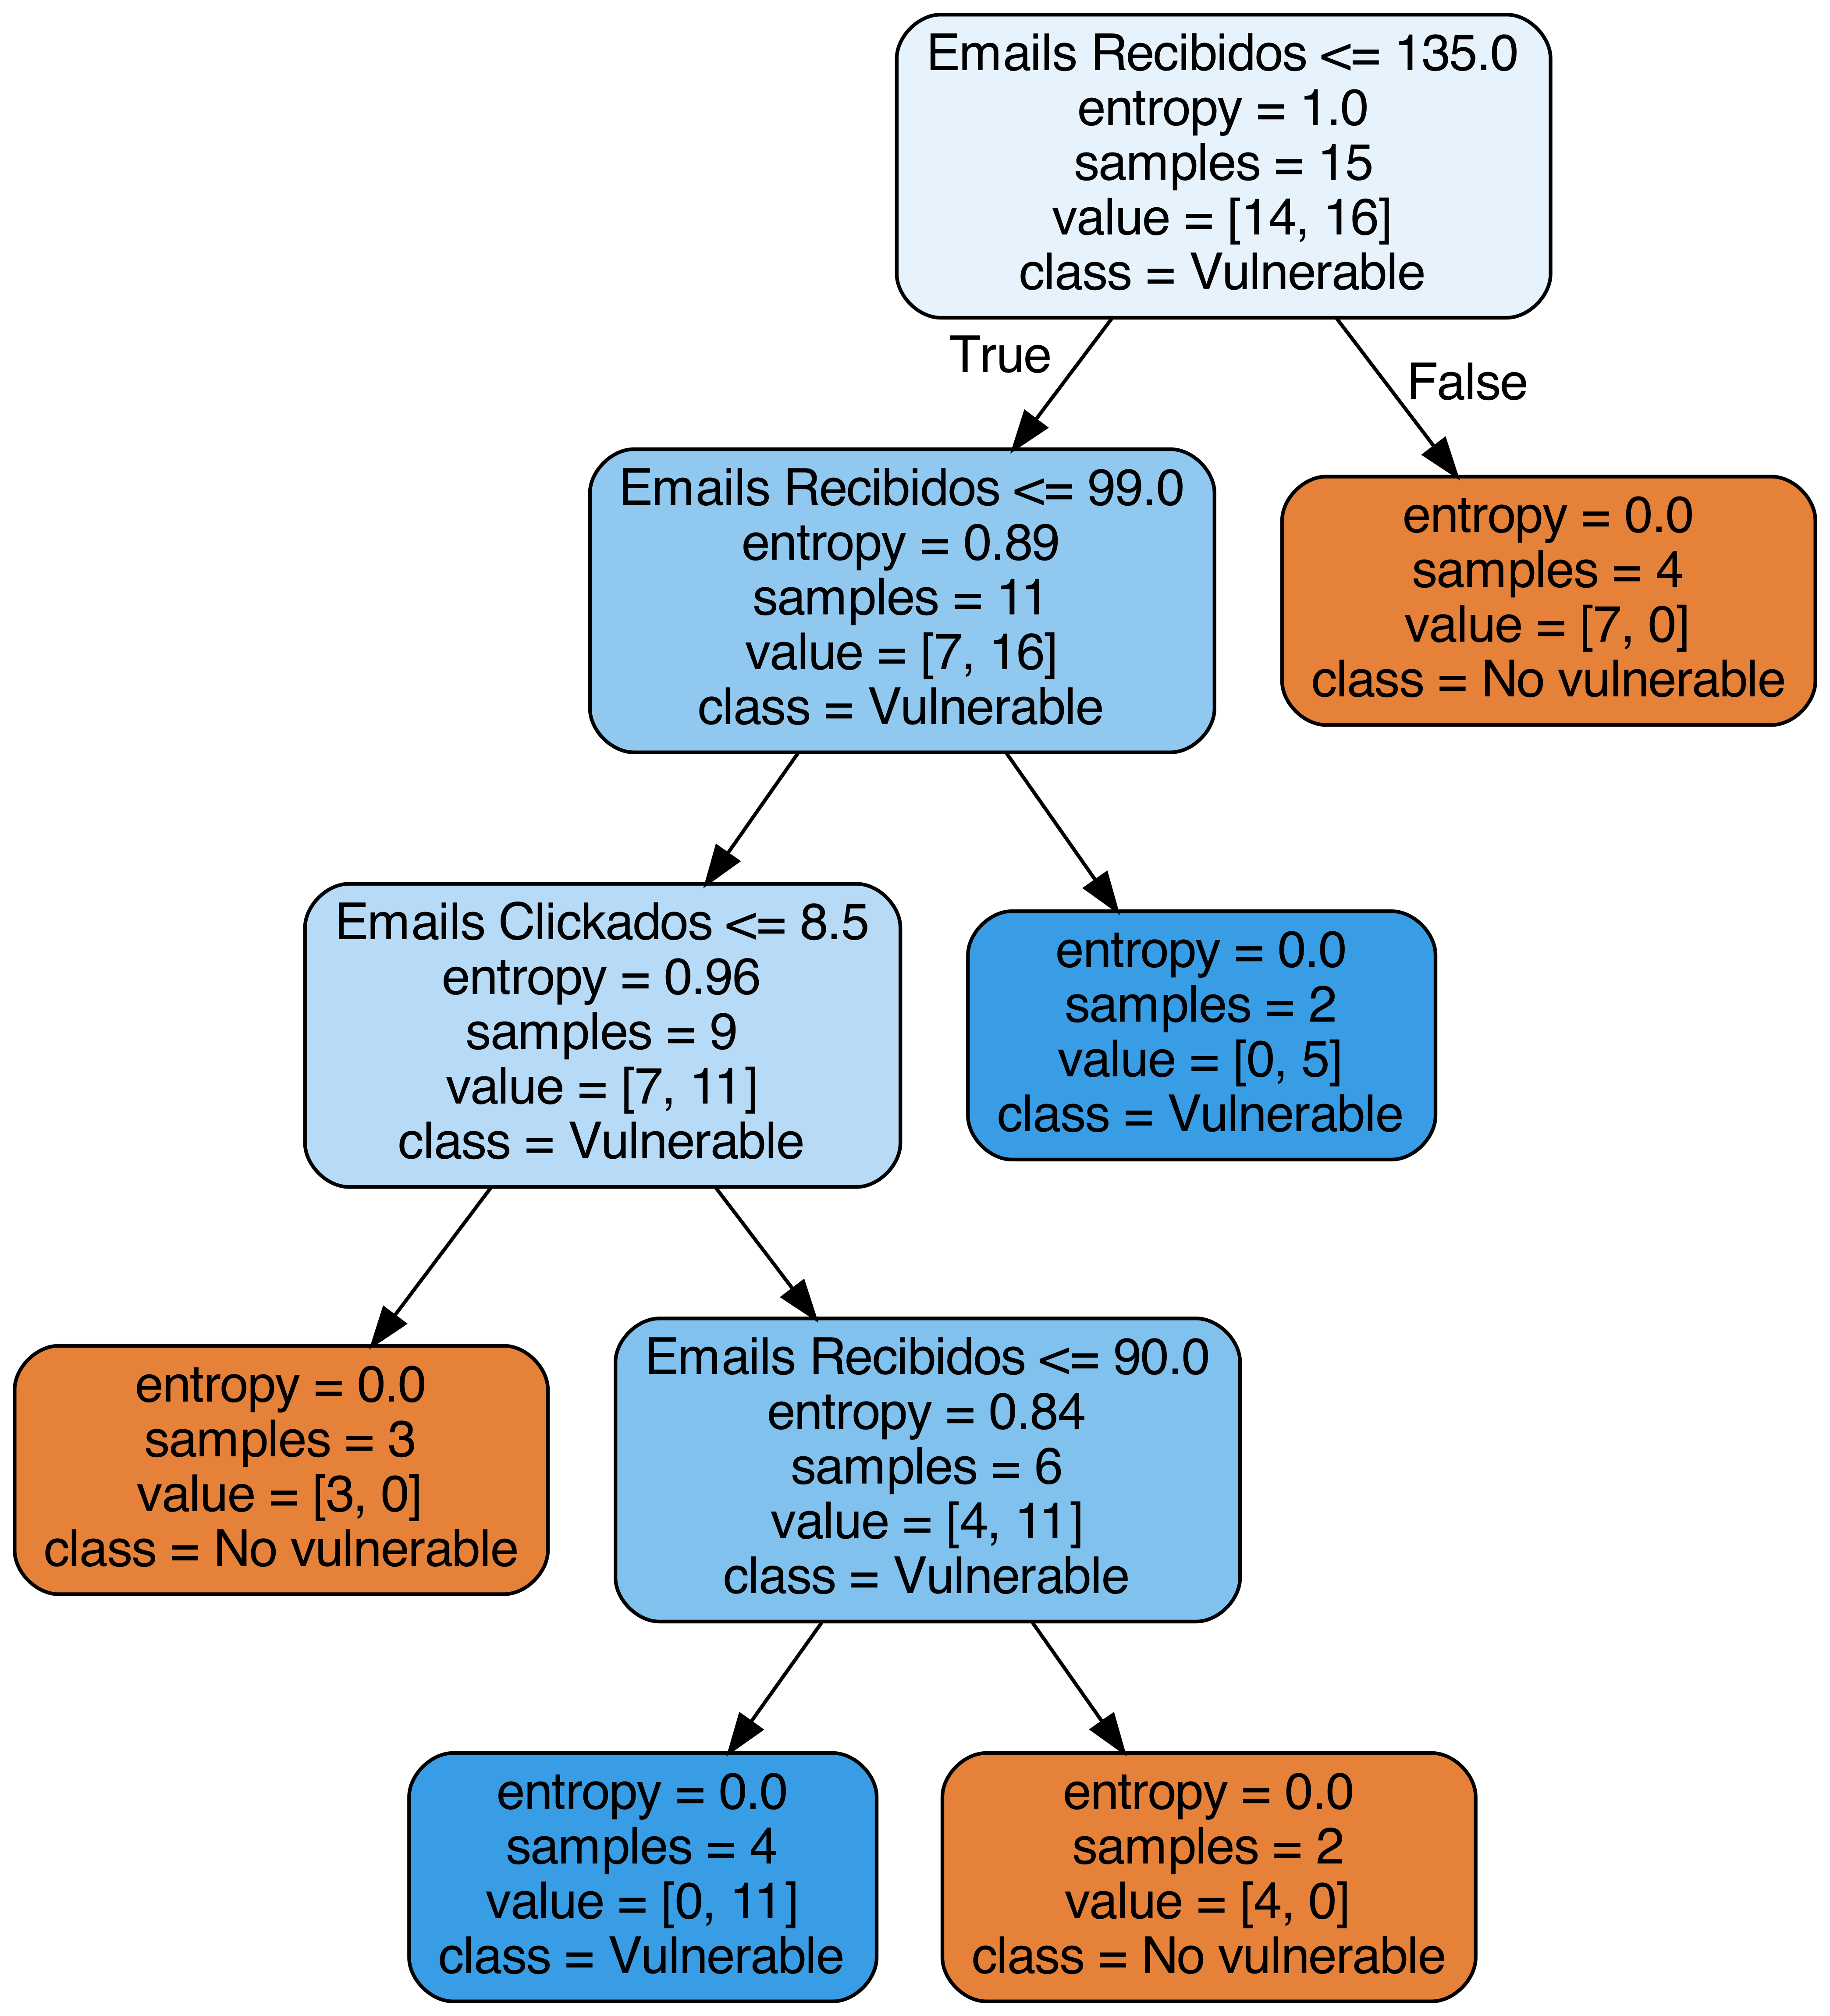 Emails Recibidos <= 135.0
entropy = 1.0
samples = 15
value = [14, 16]
class = Vulnerable
True
False
Emails Recibidos <= 99.0
entropy = 0.89
samples = 11
value = [7, 16]
class = Vulnerable
entropy = 0.0
samples = 4
value = [7, 0]
class = No vulnerable
Emails Clickados <= 8.5
entropy = 0.96
samples = 9
value = [7, 11]
class = Vulnerable
entropy = 0.0
samples = 2
value = [0, 5]
class = Vulnerable
entropy = 0.0
samples = 3
value = [3, 0]
class = No vulnerable
Emails Recibidos <= 90.0
entropy = 0.84
samples = 6
value = [4, 11]
class = Vulnerable
entropy = 0.0
samples = 4
value = [0, 11]
class = Vulnerable
entropy = 0.0
samples = 2
value = [4, 0]
class = No vulnerable